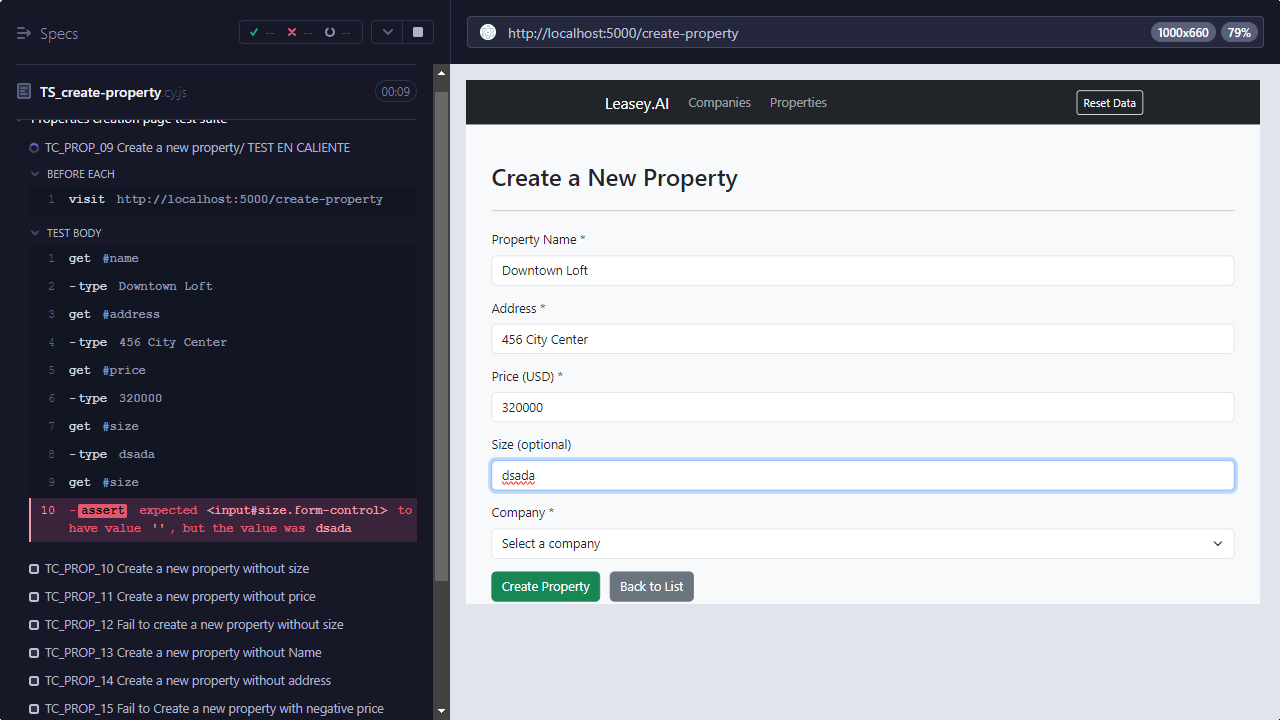 Specs
-- -- --
http://localhost:5000/create-property
1000x660
79%
TS_create-property.cy.js
00:09
Properties creation page test suite
TC_PROP_09 Create a new property/ TEST EN CALIENTE
BEFORE EACH
1 visit http://localhost:5000/create-property
TEST BODY
1 get #name
2 -type Downtown Loft
3 get #address
4 -type 456 City Center
5 get #price
6 -type 320000
7 get #size
8 -type dsada
9 get #size
10 -assert expected <input#size.form-control> to
have value '', but the value was dsada
TC_PROP_10 Create a new property without size
TC_PROP_11 Create a new property without price
TC_PROP_12 Fail to create a new property without size
TC_PROP_13 Create a new property without Name
TC_PROP_14 Create a new property without address
TC_PROP_15 Fail to Create a new property with negative price
Leasey.AI Companies Properties Reset Data
Create a New Property
Property Name *
Downtown Loft
Address *
456 City Center
Price (USD) *
320000
Size (optional)
dsada
Company *
Select a company
Create Property Back to List